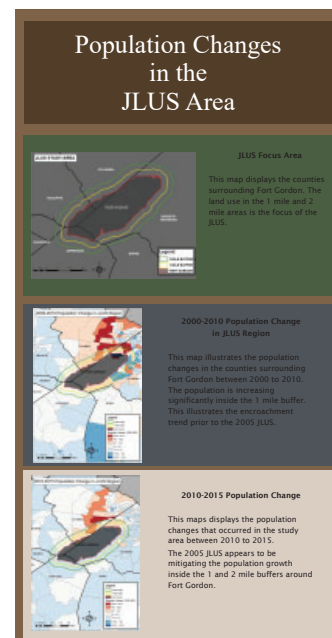 Population Changes
in the
JLUS Area
JLUS STUDY AREA
JLUS Focus Area
This map displays the counties
surrounding Fort Gordon. The
land use in the 1 mile and 2
mile areas is the focus of the
JLUS.
2000-2010 Population Change
in JLUS Region
This map illustrates the population
changes in the counties surrounding
Fort Gordon between 2000 to 2010.
The population is increasing
significantly inside the 1 mile buffer.
This illustrates the encroachment
trend prior to the 2005 JLUS.
2010-2015 Population Change
This maps displays the population
changes that occurred in the study
area between 2010 to 2015.
The 2005 JLUS appears to be
mitigating the population growth
inside the 1 and 2 mile buffers around
Fort Gordon.